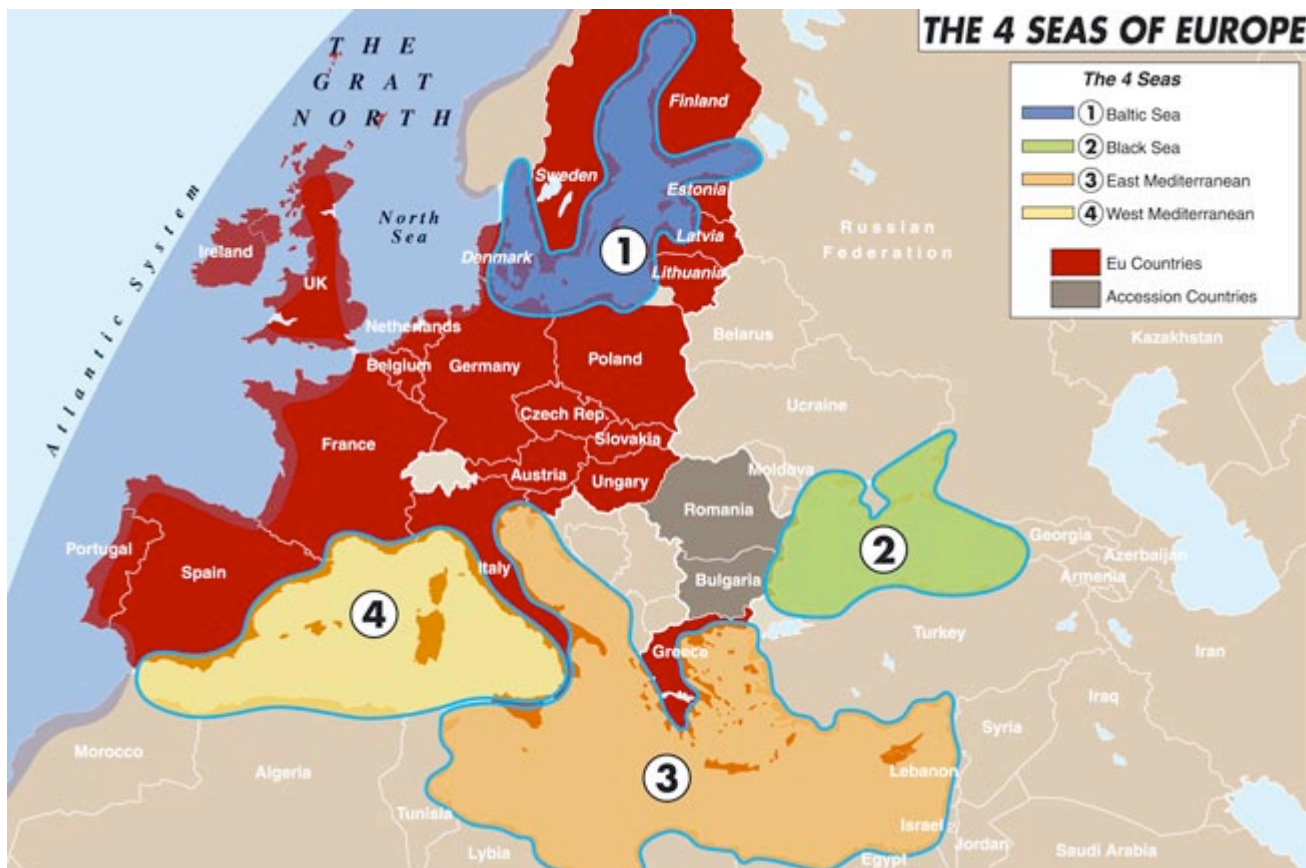 THE 4 SEAS OF EUROPE
The 4 Seas
1 Baltic Sea
2 Black Sea
3 East Mediterranean
4 West Mediterranean
Eu Countries
Accession Countries
THE
GRAT
NORTH
Atlantic System
North
Sea
Finland
Sweden
Estonia
Latvia
Lithuania
Denmark
1
Russian
Federation
Ireland
UK
Netherlands
Belgium
Germany
Poland
Belarus
Kazakhstan
Czech Rep.
Slovakia
Ucraine
France
Austria
Ungary
Moldova
Romania
Portugal
Spain
Italy
Bulgaria
2
Georgia
Azerbaijan
Armenia
4
Greece
Turkey
Iran
Iraq
Syria
Morocco
Algeria
3
Lebanon
Tunisia
Israel
Lybia
Egypt
Jordan
Saudi Arabia